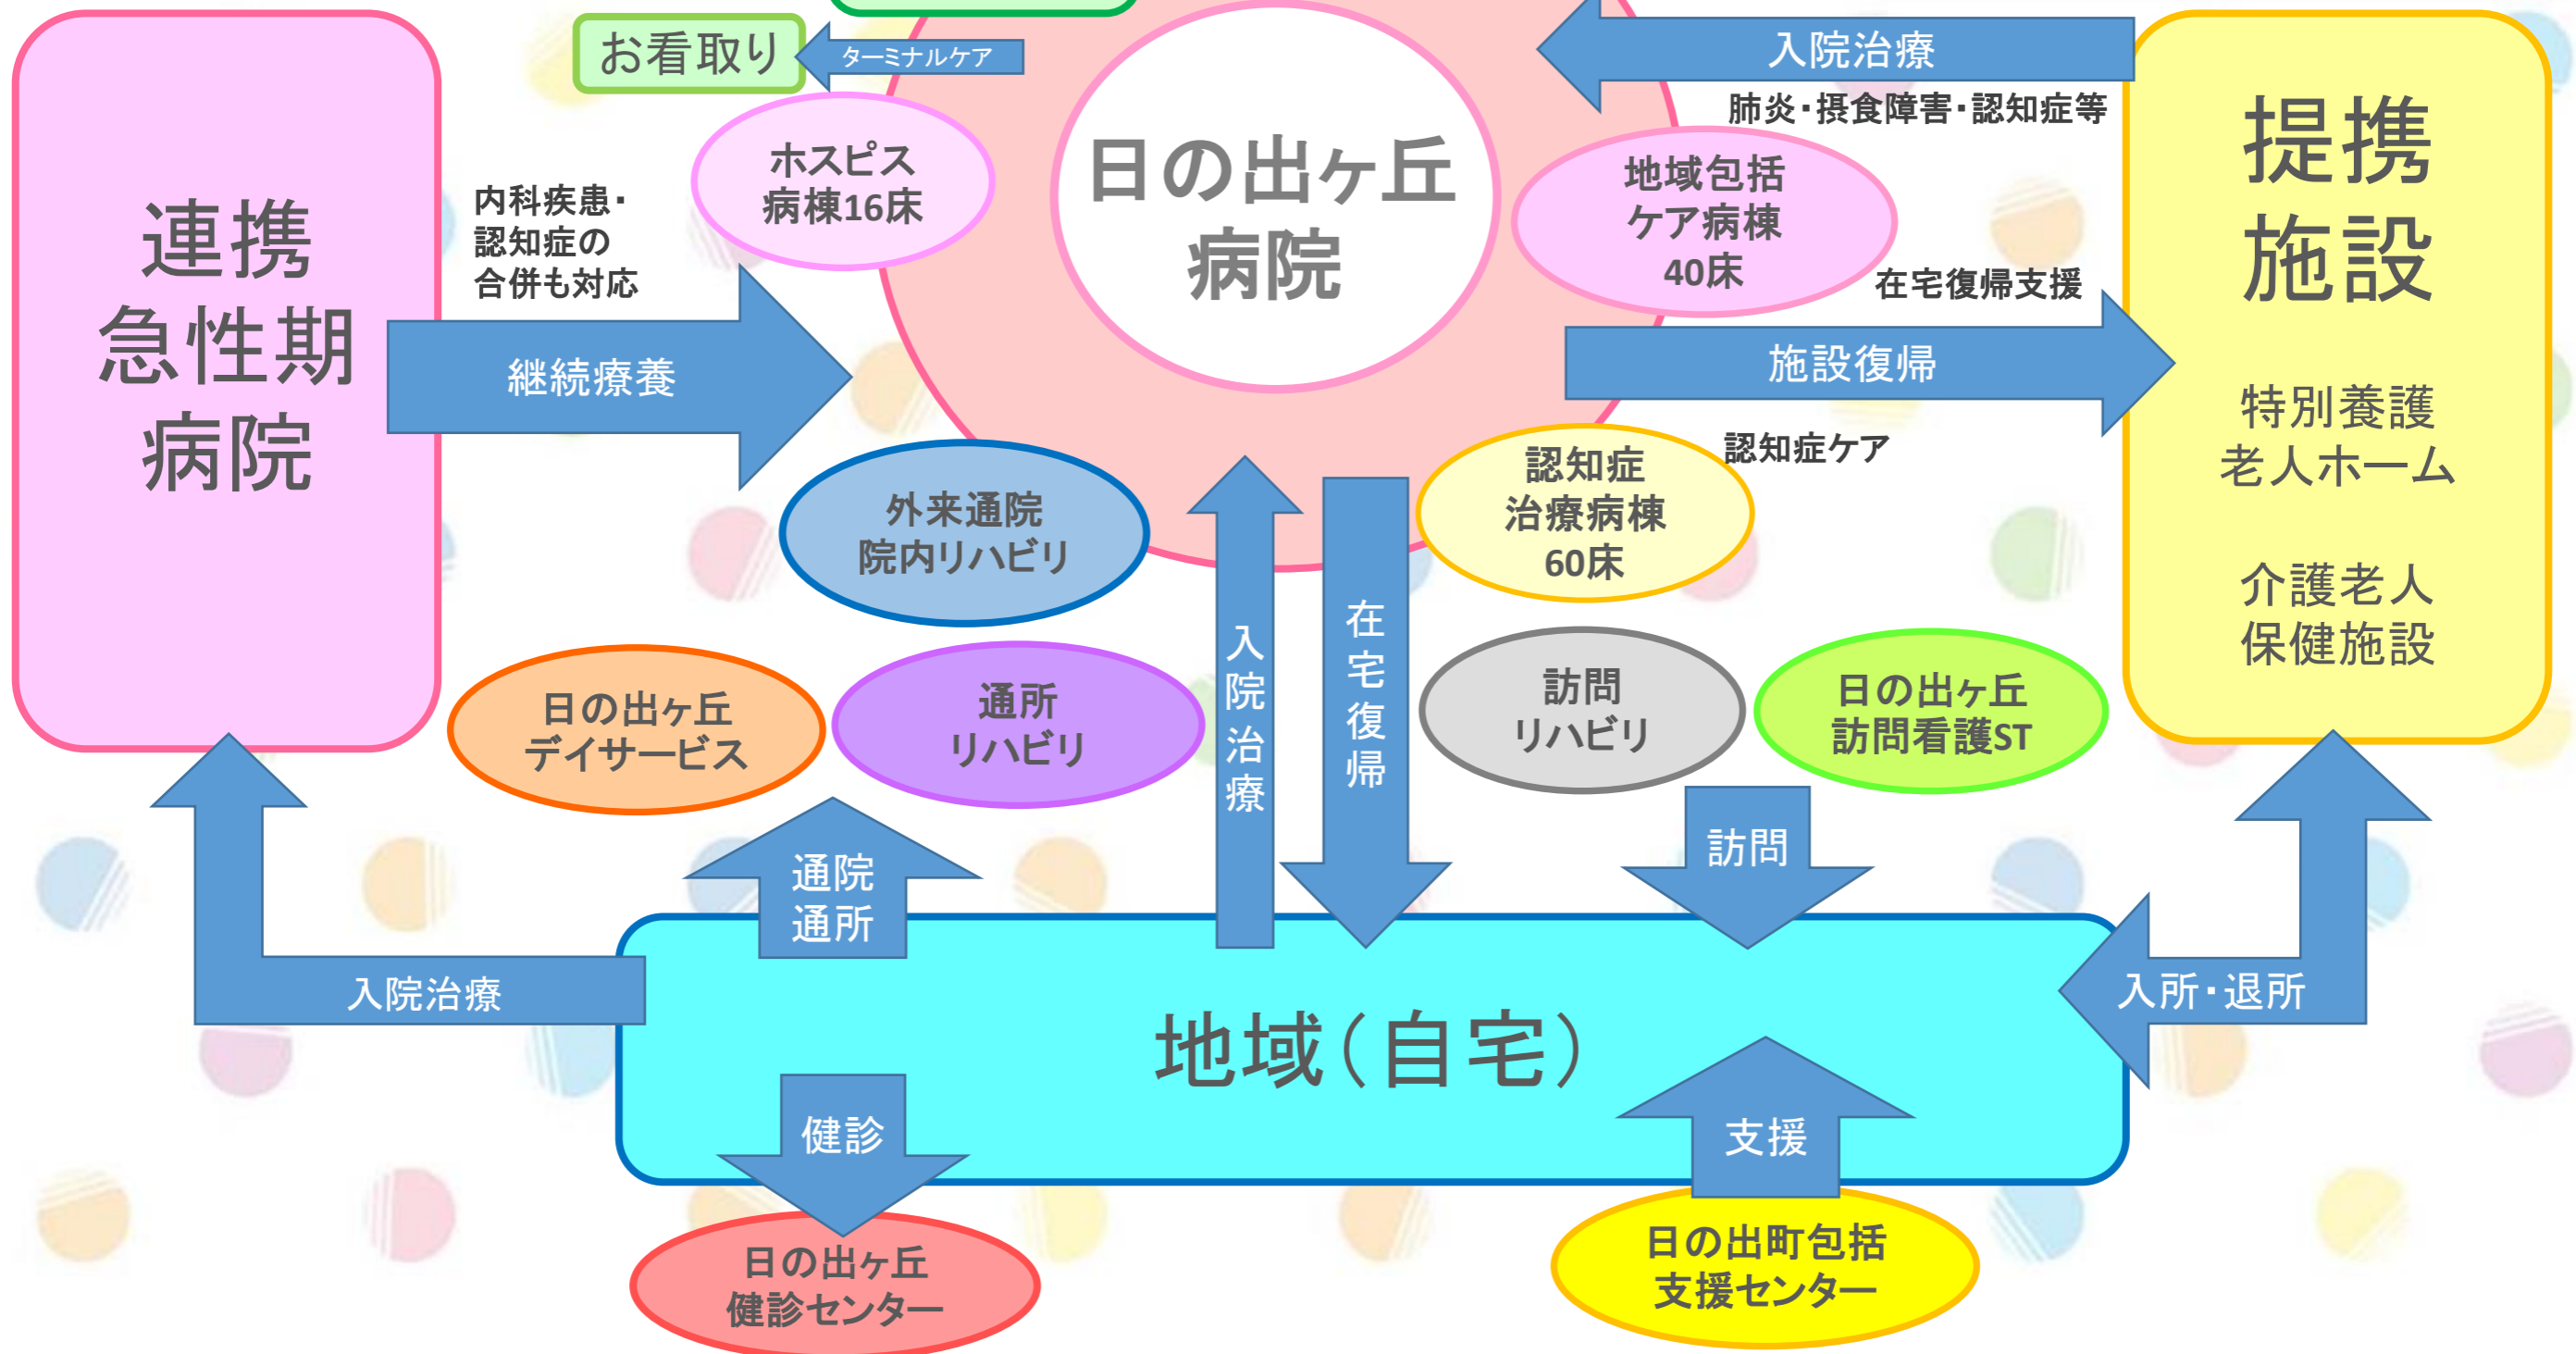 お看取り
ターミナルケア
入院治療
肺炎・摂食障害・認知症等
連携
急性期
病院
内科疾患・
認知症の
合併も対応
継続療養
ホスピス
病棟16床
日の出ヶ丘
病院
地域包括
ケア病棟
40床
在宅復帰支援
施設復帰
認知症ケア
提携
施設
特別養護
老人ホーム
介護老人
保健施設
外来通院
院内リハビリ
認知症
治療病棟
60床
日の出ヶ丘
デイサービス
通所
リハビリ
入院治療
在宅復帰
訪問
リハビリ
日の出ヶ丘
訪問看護ST
通院
通所
訪問
入院治療
入所・退所
地域（自宅）
健診
支援
日の出ヶ丘
健診センター
日の出町包括
支援センター